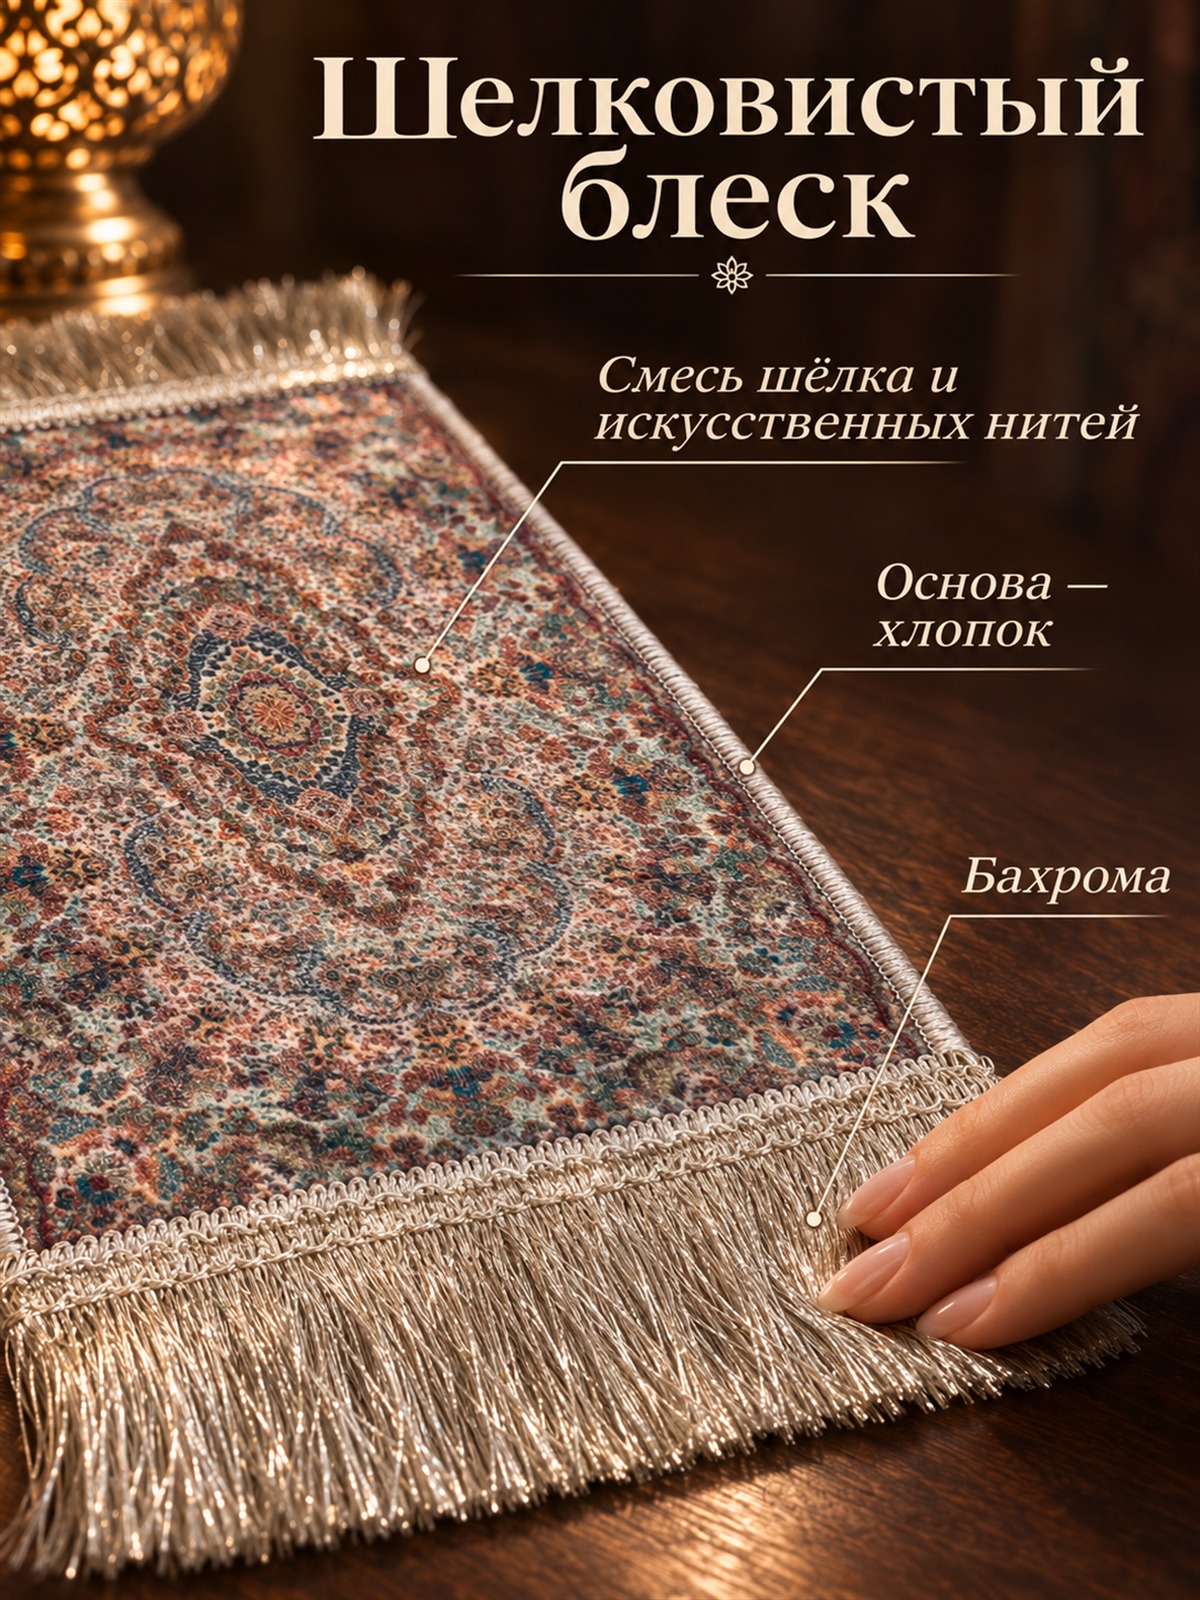 Шелковистый
блеск
Смесь шёлка и
искусственных нитей
Основа —
хлопок
Бахрома